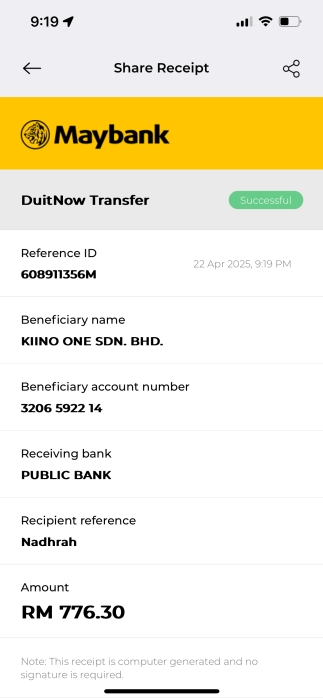 9:19
Share Receipt
Maybank
DuitNow Transfer
Successful
Reference ID
608911356M
22 Apr 2025, 9:19 PM
Beneficiary name
KIINO ONE SDN. BHD.
Beneficiary account number
3206 5922 14
Receiving bank
PUBLIC BANK
Recipient reference
Nadhrah
Amount
RM 776.30
Note: This receipt is computer generated and no
signature is required.